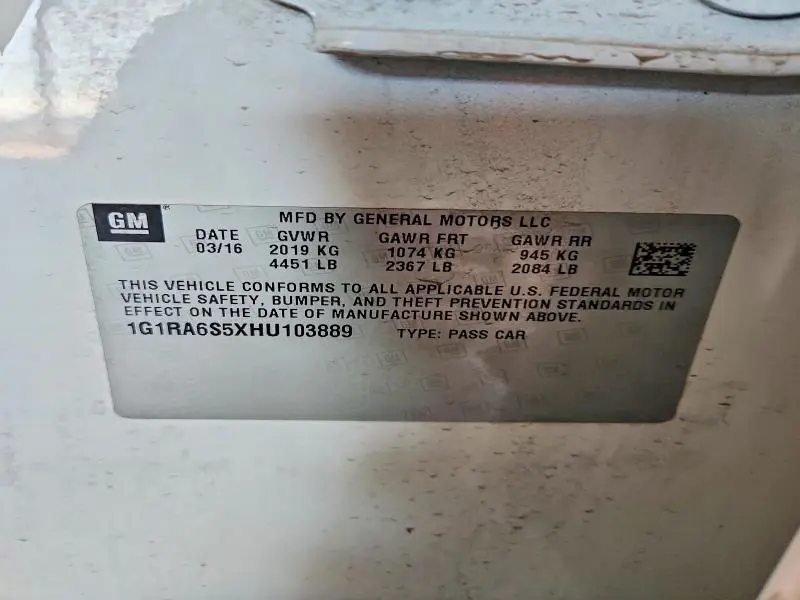 GM ®
MFD BY GENERAL MOTORS LLC
DATE GVWR GAWR FRT GAWR RR
03/16 2019 KG 1074 KG 945 KG
4451 LB 2367 LB 2084 LB
THIS VEHICLE CONFORMS TO ALL APPLICABLE U.S. FEDERAL MOTOR
VEHICLE SAFETY, BUMPER, AND THEFT PREVENTION STANDARDS IN
EFFECT ON THE DATE OF MANUFACTURE SHOWN ABOVE.
1G1RA6S5XHU103889 TYPE: PASS CAR